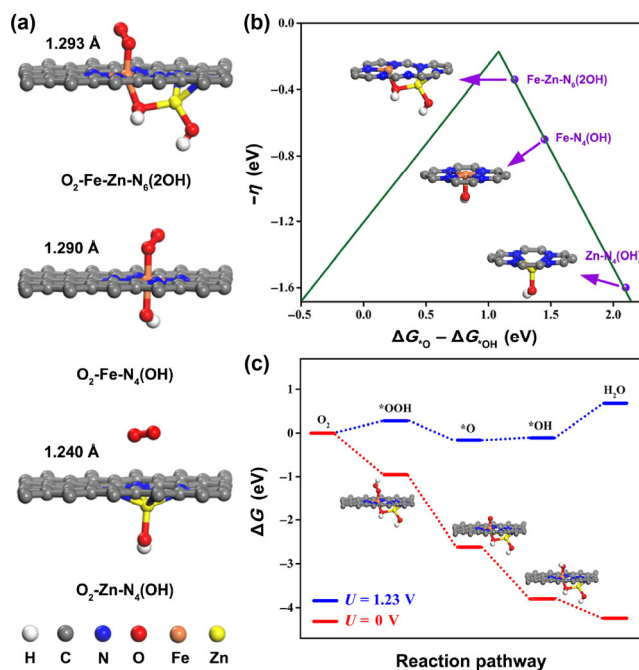 (a)
1.293 Å
O₂-Fe-Zn-N₆(2OH)
1.290 Å
O₂-Fe-N₄(OH)
1.240 Å
O₂-Zn-N₄(OH)
H C N O Fe Zn
(b)
−η (eV)
0.0
−0.4
−0.8
−1.2
−1.6
Fe-Zn-N₆(2OH)
Fe-N₄(OH)
Zn-N₄(OH)
−0.5 0.0 0.5 1.0 1.5 2.0
ΔG*O − ΔG*OH (eV)
(c)
ΔG (eV)
1
0
−1
−2
−3
−4
O₂
*OOH
*O
*OH
H₂O
U = 1.23 V
U = 0 V
Reaction pathway